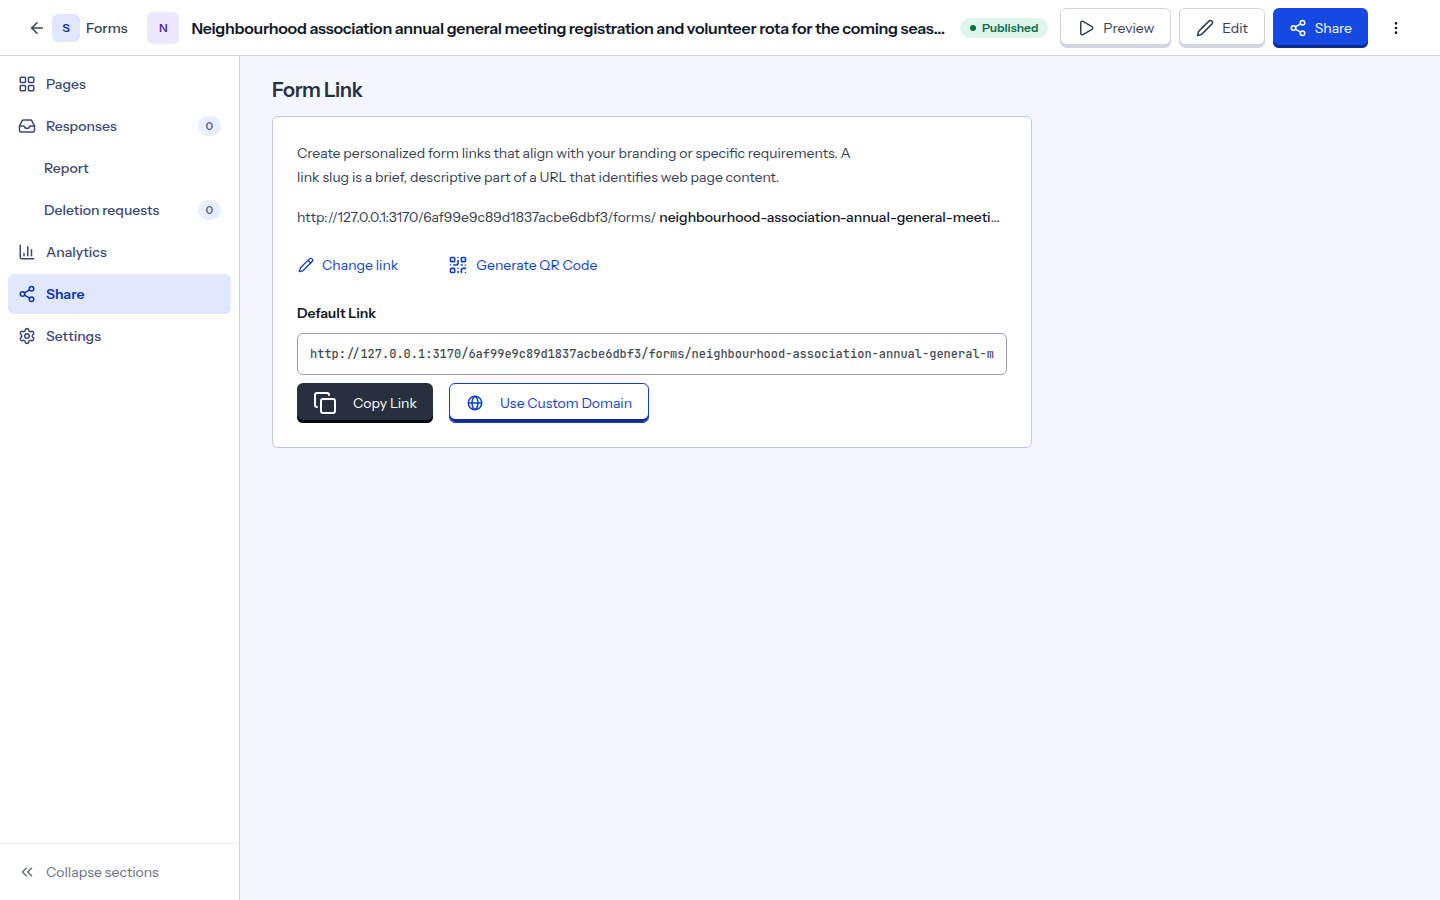 S Forms N Neighbourhood association annual general meeting registration and volunteer rota for the coming seas... Published Preview Edit Share
Pages
Responses 0
Report
Deletion requests 0
Analytics
Share
Settings
Collapse sections
Form Link
Create personalized form links that align with your branding or specific requirements. A
link slug is a brief, descriptive part of a URL that identifies web page content.
http://127.0.0.1:3170/6af99e9c89d1837acbe6dbf3/forms/ neighbourhood-association-annual-general-meeti...
Change link Generate QR Code
Default Link
http://127.0.0.1:3170/6af99e9c89d1837acbe6dbf3/forms/neighbourhood-association-annual-general-m
Copy Link Use Custom Domain